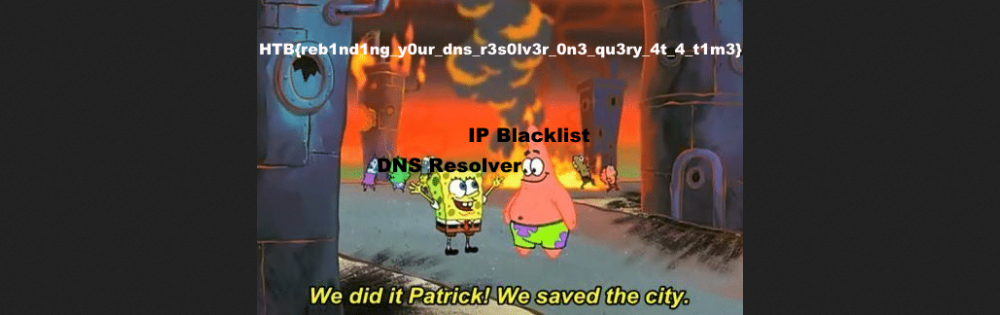 HTB{reb1nd1ng_y0ur_dns_r3s0lv3r_0n3_qu3ry_4t_4_t1m3}
IP Blacklist
DNS Resolver
We did it Patrick! We saved the city.